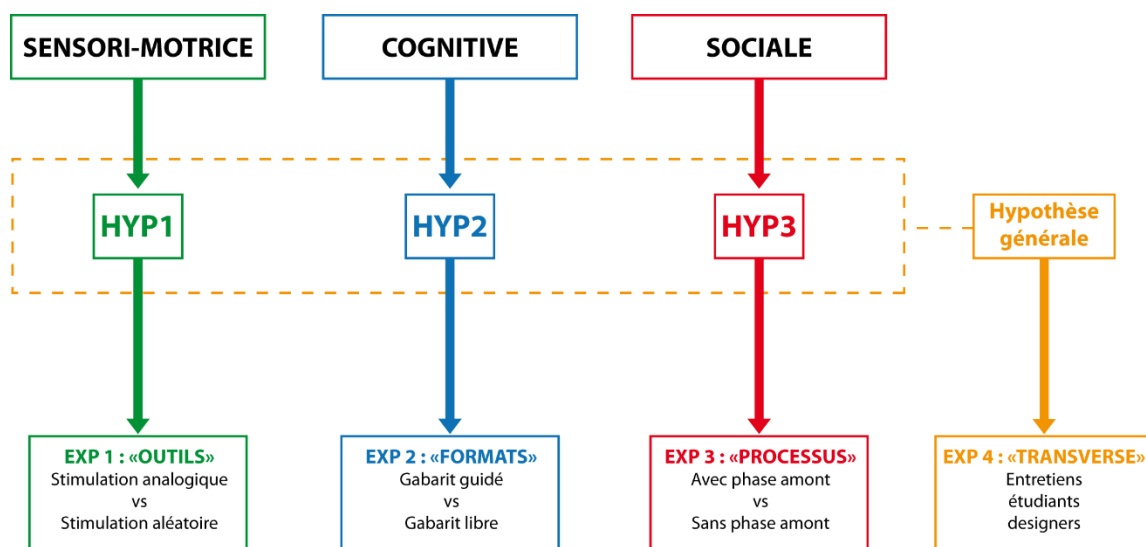 SENSORI-MOTRICE
COGNITIVE
SOCIALE
HYP1
HYP2
HYP3
Hypothèse
générale
EXP 1 : «OUTILS»
Stimulation analogique
vs
Stimulation aléatoire
EXP 2 : «FORMATS»
Gabarit guidé
vs
Gabarit libre
EXP 3 : «PROCESSUS»
Avec phase amont
vs
Sans phase amont
EXP 4 : «TRANSVERSE»
Entretiens
étudiants
designers